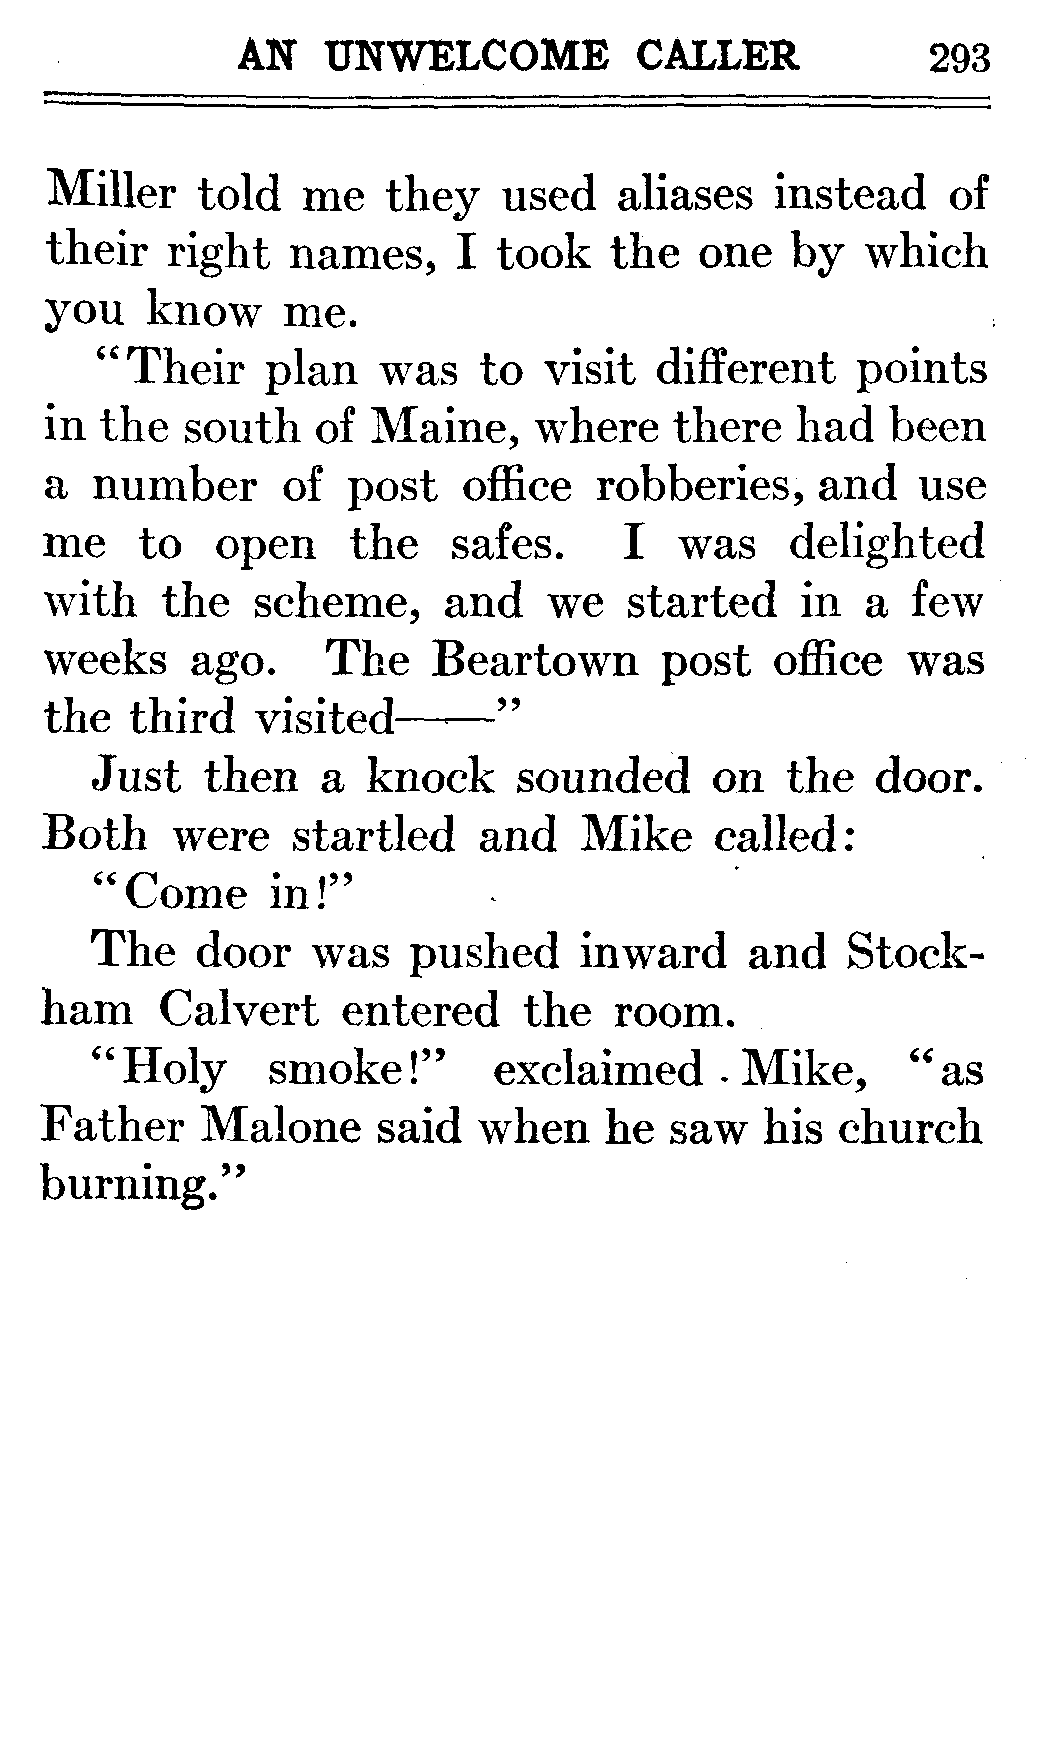 AN UNWELCOME CALLER 293
Miller told me they used aliases instead of
their right names, I took the one by which
you know me.
“Their plan was to visit different points
in the south of Maine, where there had been
a number of post office robberies, and use
me to open the safes. I was delighted
with the scheme, and we started in a few
weeks ago. The Beartown post office was
the third visited——”
Just then a knock sounded on the door.
Both were startled and Mike called:
“Come in!”
The door was pushed inward and Stock-
ham Calvert entered the room.
“Holy smoke!” exclaimed Mike, “as
Father Malone said when he saw his church
burning.”